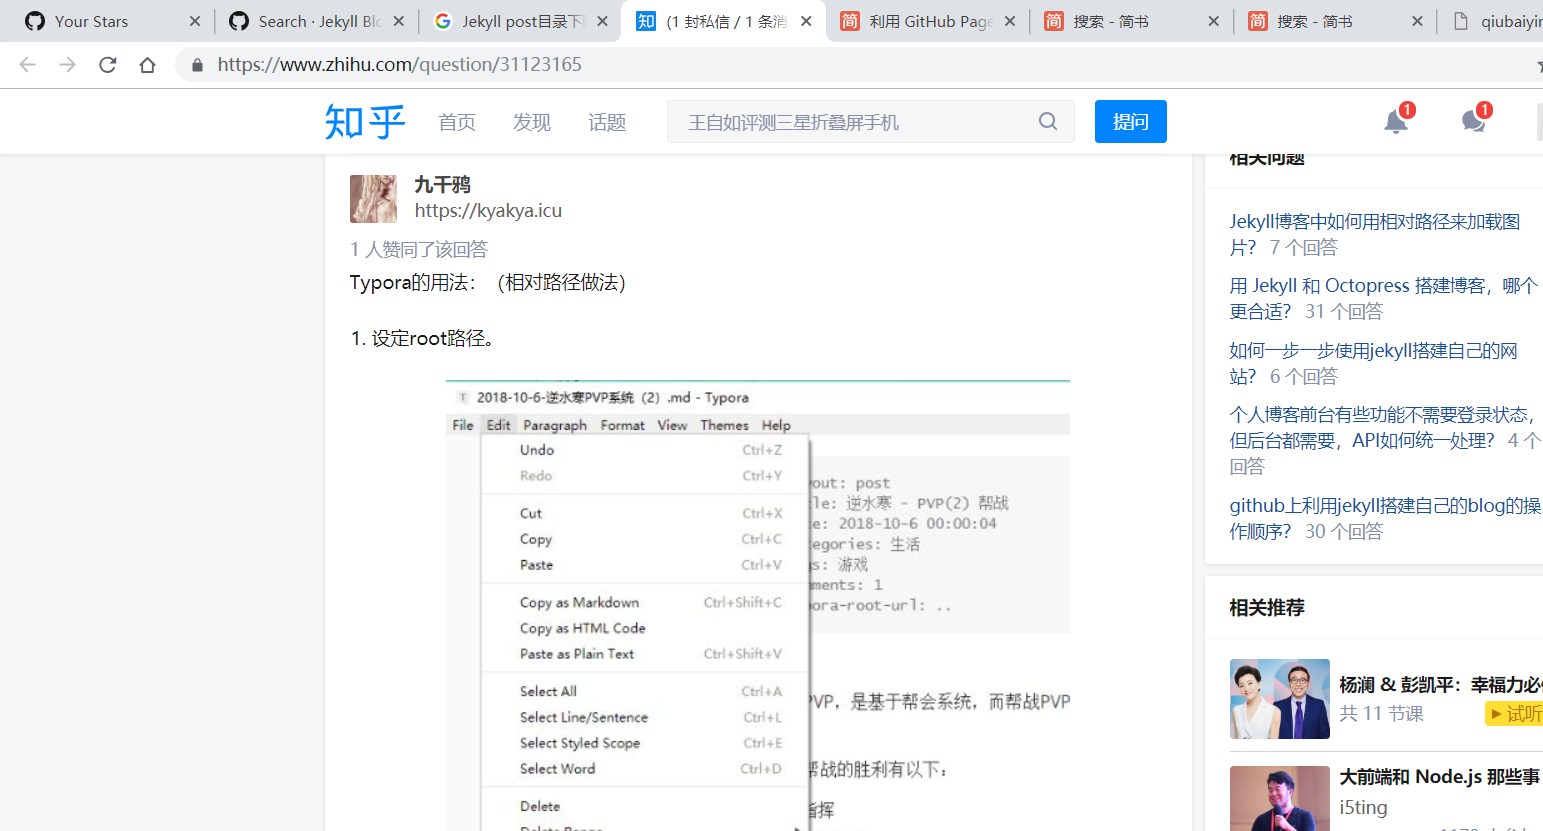 Your Stars
Search · Jekyll Blo
Jekyll post目录下
(1 封私信 / 1 条消
利用 GitHub Page
搜索 - 简书
搜索 - 简书
qiubaiyin
https://www.zhihu.com/question/31123165
知乎
首页
发现
话题
王自如评测三星折叠屏手机
提问
1
1
九千鸦
https://kyakya.icu
1 人赞同了该回答
Typora的用法：（相对路径做法）
1. 设定root路径。
2018-10-6-逆水寒PVP系统（2）.md - Typora
File Edit Paragraph Format View Themes Help
Undo Ctrl+Z
Redo Ctrl+Y
Cut Ctrl+X
Copy Ctrl+C
Paste Ctrl+V
Copy as Markdown Ctrl+Shift+C
Copy as HTML Code
Paste as Plain Text Ctrl+Shift+V
Select All Ctrl+A
Select Line/Sentence Ctrl+L
Select Styled Scope Ctrl+E
Select Word Ctrl+D
Delete
yout: post
le: 逆水寒 - PVP(2) 帮战
e: 2018-10-6 00:00:04
egories: 生活
s: 游戏
ments: 1
ora-root-url: ..
VP，是基于帮会系统，而帮战PVP
帮战的胜利有以下：
指挥
相关问题
Jekyll博客中如何用相对路径来加载图
片？ 7 个回答
用 Jekyll 和 Octopress 搭建博客，哪个
更合适？ 31 个回答
如何一步一步使用jekyll搭建自己的网
站？ 6 个回答
个人博客前台有些功能不需要登录状态，
但后台都需要，API如何统一处理？ 4 个
回答
github上利用jekyll搭建自己的blog的操
作顺序？ 30 个回答
相关推荐
杨澜 & 彭凯平：幸福力必
共 11 节课
试听
大前端和 Node.js 那些事
i5ting